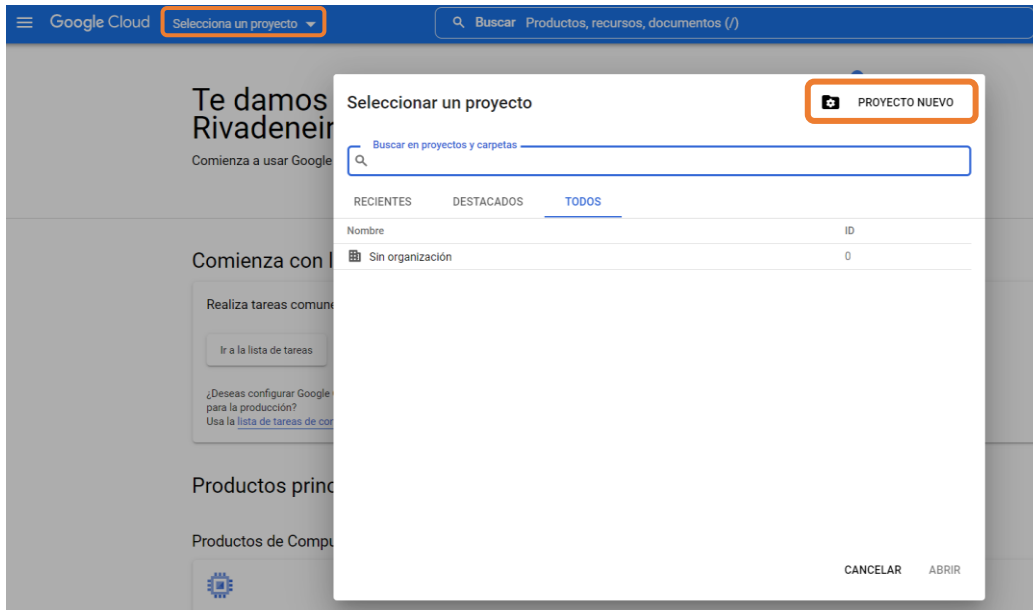 Google Cloud
Selecciona un proyecto
Buscar Productos, recursos, documentos (/)
Te damos
Rivadeneir
Comienza a usar Google
Comienza con l
Realiza tareas comune
Ir a la lista de tareas
¿Deseas configurar Google
para la producción?
Usa la lista de tareas de con
Productos princ
Productos de Compu
Seleccionar un proyecto
PROYECTO NUEVO
Buscar en proyectos y carpetas
RECIENTES DESTACADOS TODOS
Nombre ID
Sin organización 0
CANCELAR ABRIR